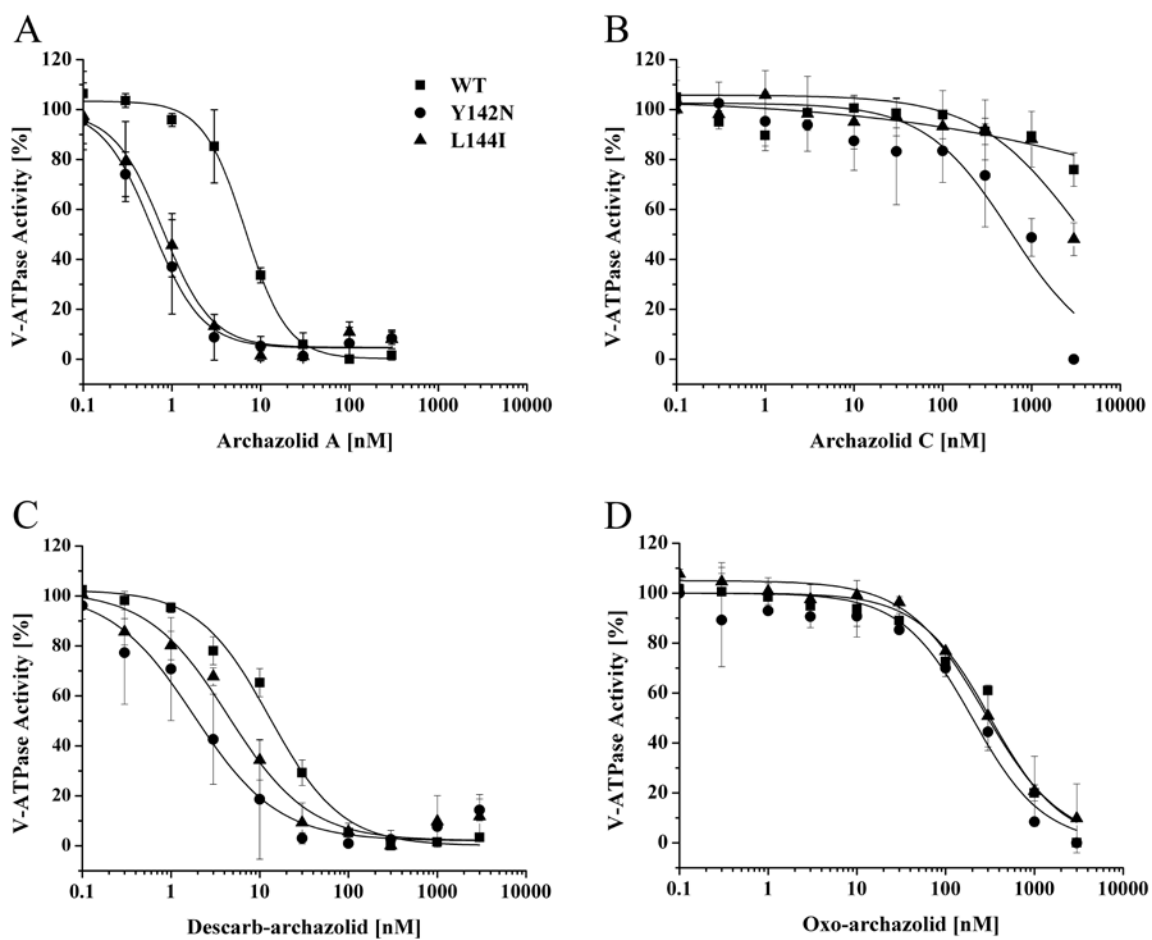 A
V-ATPase Activity [%]
120
100
80
60
40
20
0
0.1 1 10 100 1000 10000
Archazolid A [nM]
WT
Y142N
L144I
B
V-ATPase Activity [%]
120
100
80
60
40
20
0
0.1 1 10 100 1000 10000
Archazolid C [nM]
C
V-ATPase Activity [%]
120
100
80
60
40
20
0
0.1 1 10 100 1000 10000
Descarb-archazolid [nM]
D
V-ATPase Activity [%]
120
100
80
60
40
20
0
0.1 1 10 100 1000 10000
Oxo-archazolid [nM]